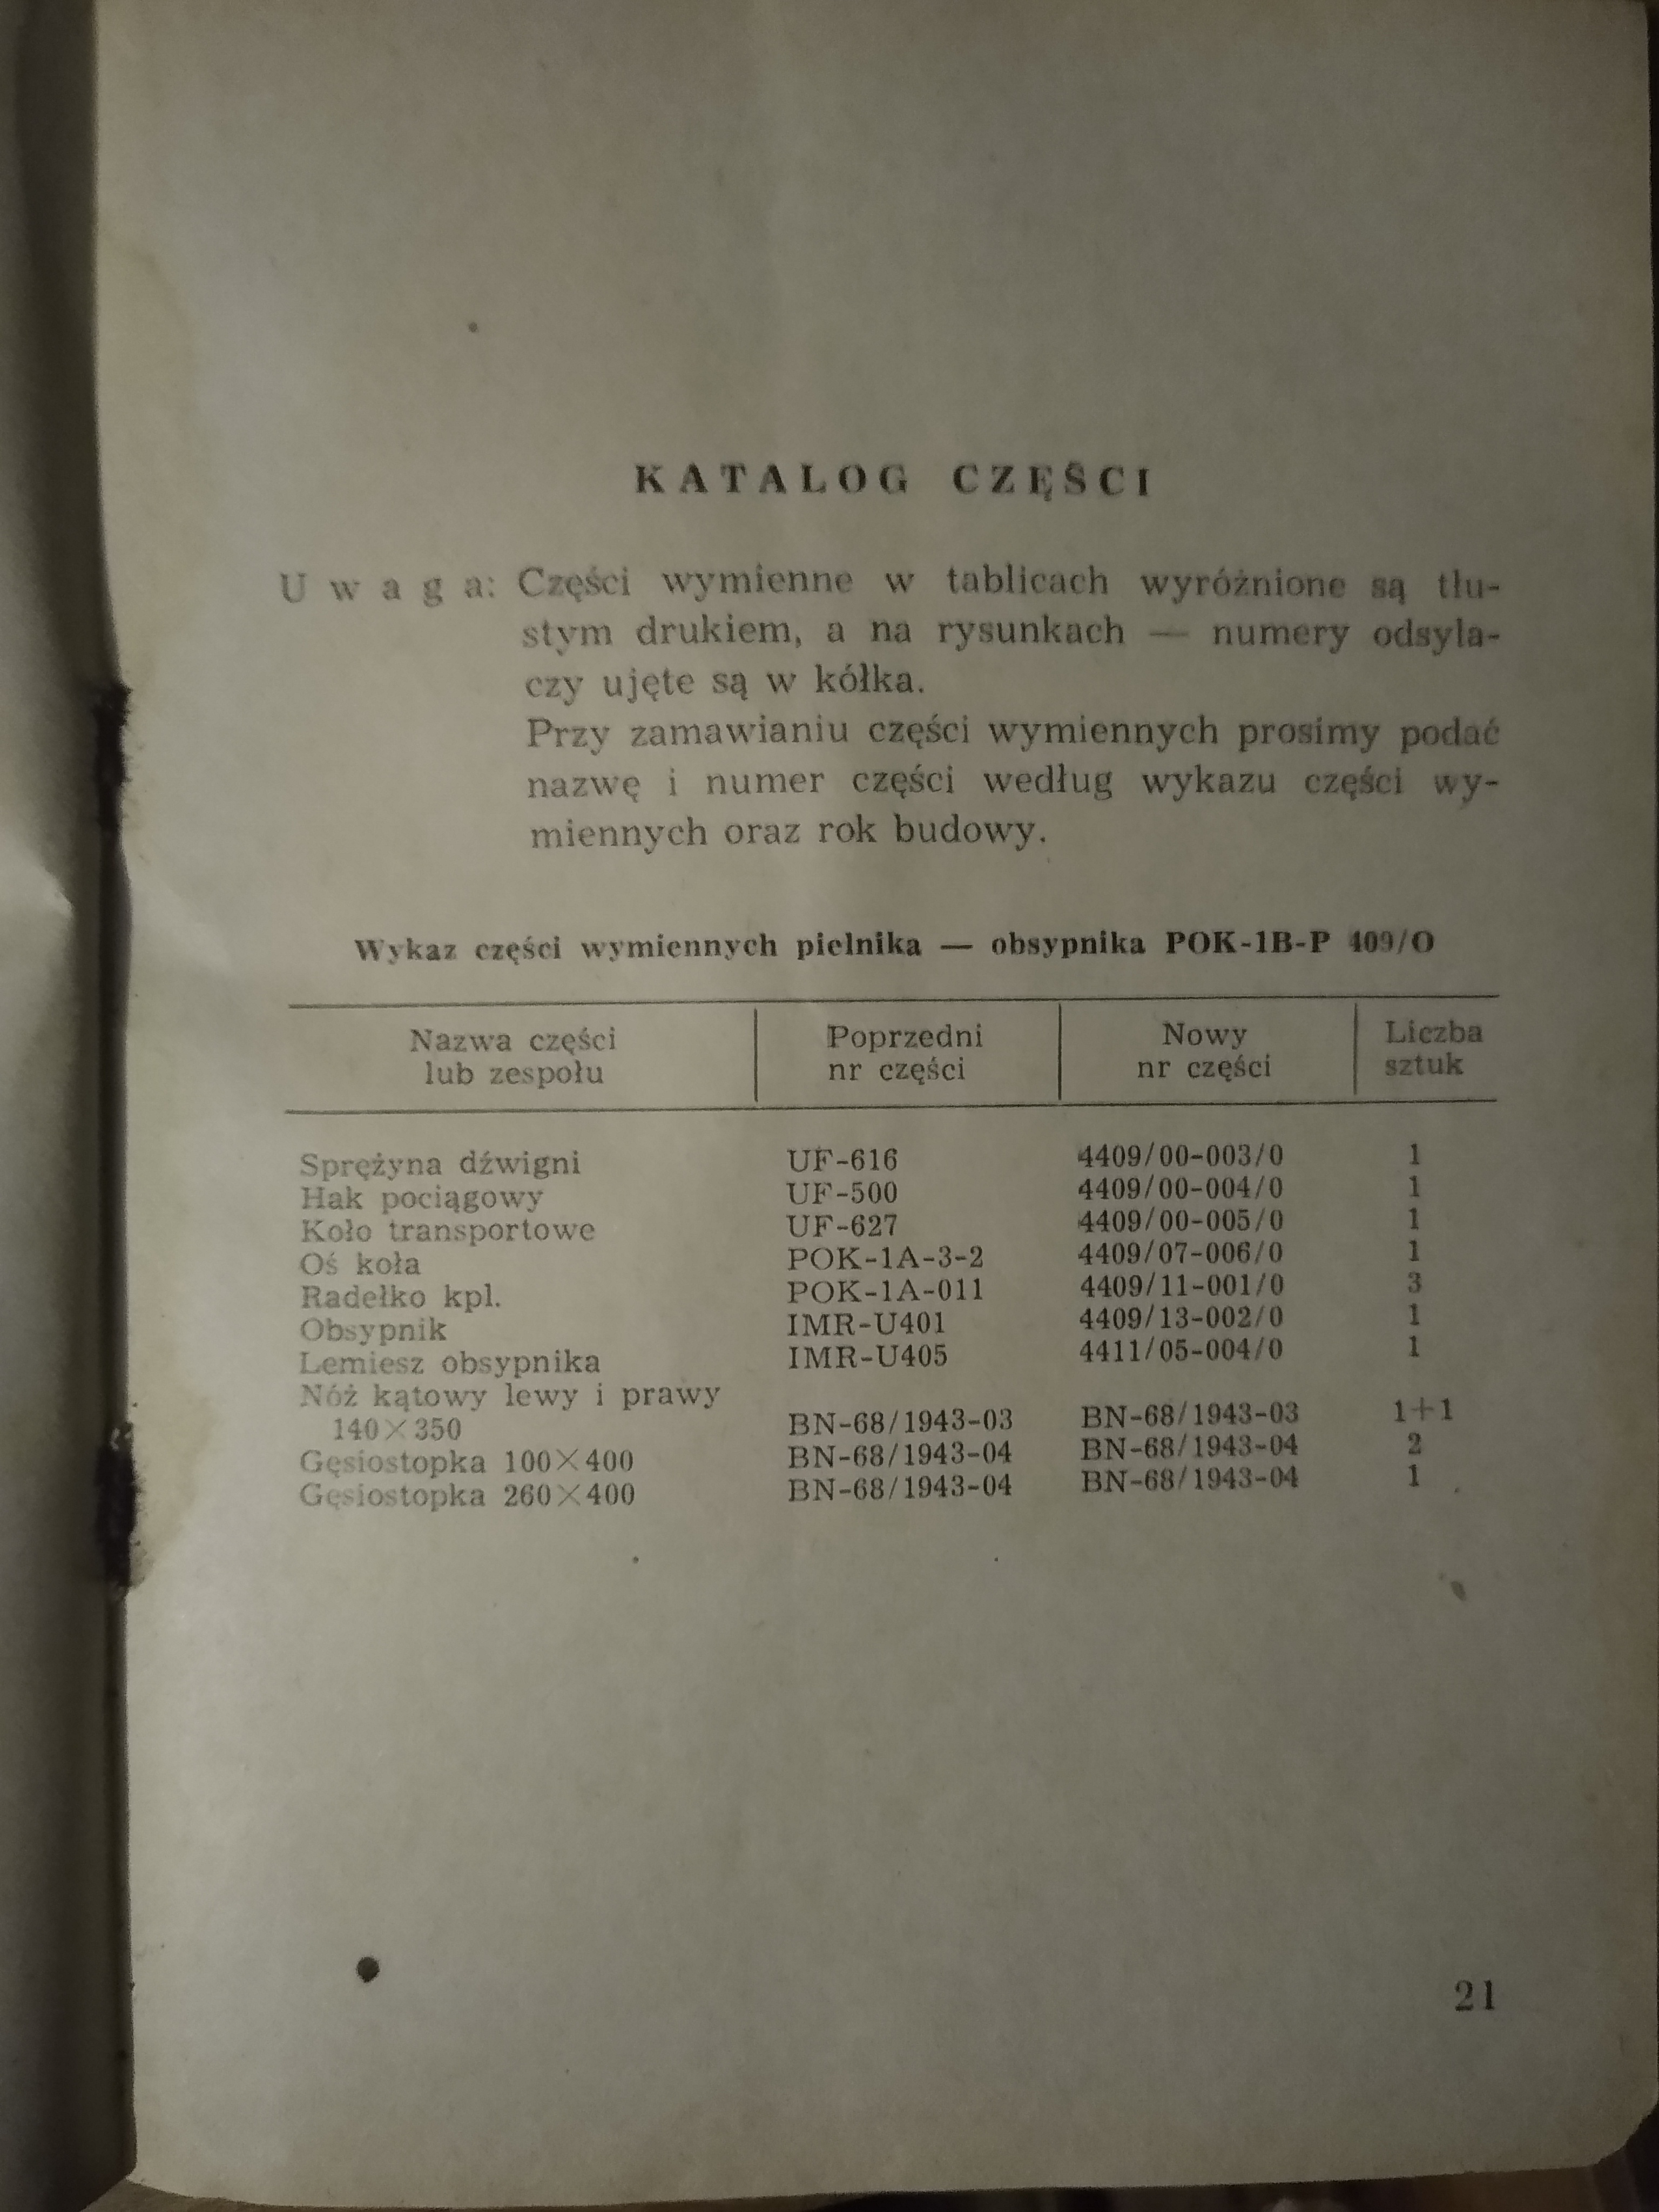 KATALOG CZĘŚCI
Uwaga: Części wymienne w tablicach wyróżnione są tłu-
stym drukiem, a na rysunkach — numery odsyla-
czy ujęte są w kółka.
Przy zamawianiu części wymiennych prosimy podać
nazwę i numer części według wykazu części wy-
miennych oraz rok budowy.
Wykaz części wymiennych pielnika — obsypnika POK-1B-P 409/O
Nazwa części lub zespołu | Poprzedni nr części | Nowy nr części | Liczba sztuk
Sprężyna dźwigni UF-616 4409/00-003/0 1
Hak pociągowy UF-500 4409/00-004/0 1
Koło transportowe UF-627 4409/00-005/0 1
Oś koła POK-1A-3-2 4409/07-006/0 1
Radełko kpl. POK-1A-011 4409/11-001/0 3
Obsypnik IMR-U401 4409/13-002/0 1
Lemiesz obsypnika IMR-U405 4411/05-004/0 1
Nóż kątowy lewy i prawy
140×350 BN-68/1943-03 BN-68/1943-03 1+1
Gęsiostopka 100×400 BN-68/1943-04 BN-68/1943-04 2
Gęsiostopka 260×400 BN-68/1943-04 BN-68/1943-04 1
21